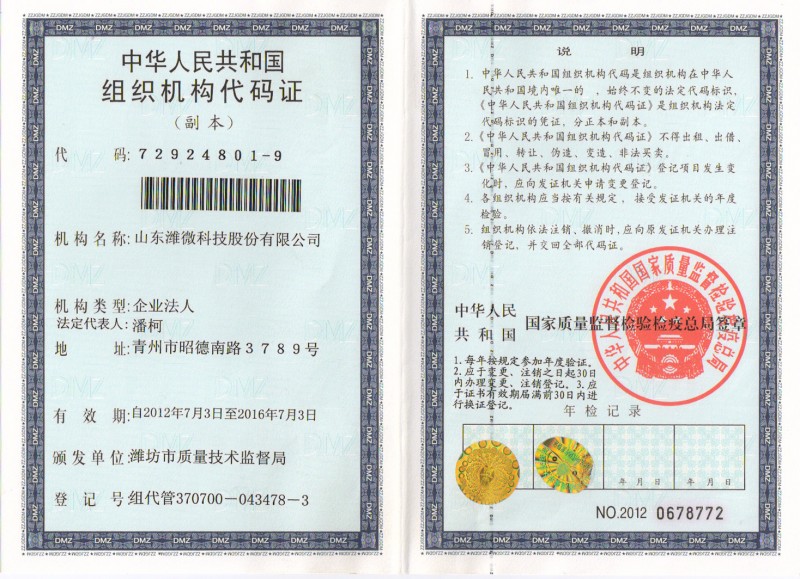 中华人民共和国
组织机构代码证
(副本)
代 码:72924801-9
机构名称:山东潍微科技股份有限公司
机构类型:企业法人
法定代表人:潘柯
地 址:青州市昭德南路3789号
有 效 期:自2012年7月3日至2016年7月3日
颁发单位:潍坊市质量技术监督局
登 记 号:组代管370700-043478-3
说 明
1. 中华人民共和国组织机构代码是组织机构在中华人
民共和国境内唯一的 、始终不变的法定代码标识,
《中华人民共和国组织机构代码证》是组织机构法定
代码标识的凭证,分正本和副本。
2.《中华人民共和国组织机构代码证》不得出租、出借、
冒用、转让、伪造、变造、非法买卖。
3.《中华人民共和国组织机构代码证》登记项目发生变
化时,应向发证机关申请变更登记。
4. 各组织机构应当按有关规定 ,接受发证机关的年度
检验。
5. 组织机构依法注销、撤消时,应向原发证机关办理注
销登记,并交回全部代码证。
中华人民
共和国 国家质量监督检验检疫总局签章
中华人民共和国国家质量监督检验检疫总局
1.每年按规定参加年度验证。
2.应于变更、注销之日起30日
内办理变更、注销登记。3.应
于证书有效期届满前30日内进
行换证登记。
年检记录
年 月 日 年 月 日
NO.2012 0678772
DMZ
ZZJGDM